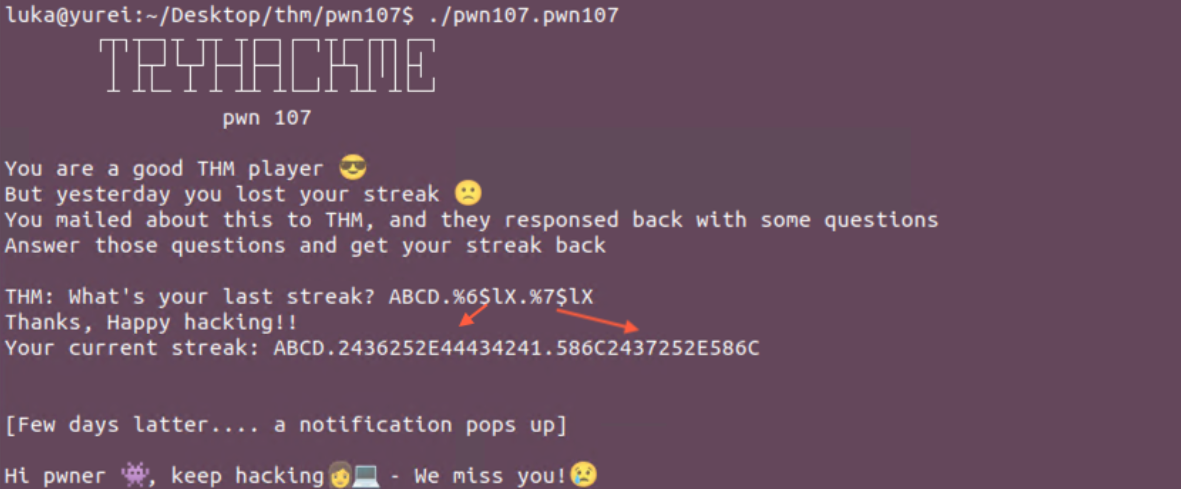 luka@yurei:~/Desktop/thm/pwn107$ ./pwn107.pwn107
TRYHACKME
pwn 107
You are a good THM player 😎
But yesterday you lost your streak 🙁
You mailed about this to THM, and they responsed back with some questions
Answer those questions and get your streak back
THM: What's your last streak? ABCD.%6$lX.%7$lX
Thanks, Happy hacking!!
Your current streak: ABCD.2436252E44434241.586C2437252E586C
[Few days latter.... a notification pops up]
Hi pwner 👾, keep hacking👩💻 - We miss you!😢